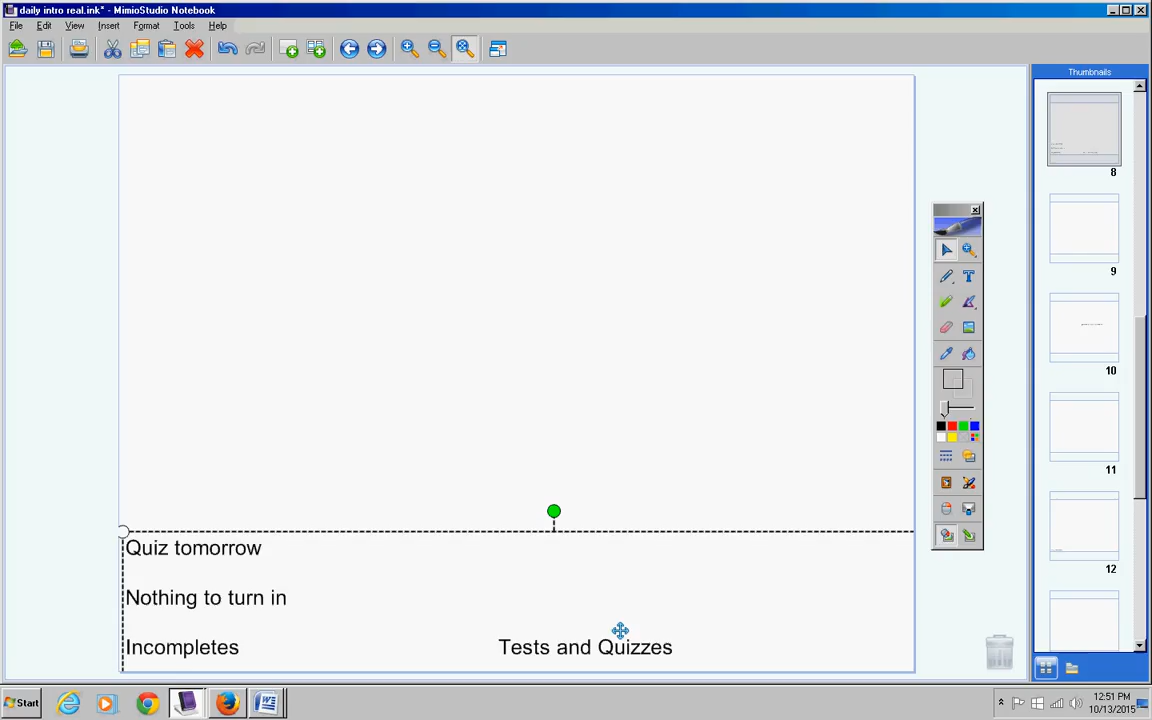 daily intro real.ink* - MimioStudio Notebook
File Edit View Insert Format Tools Help
Thumbnails
8
9
10
11
12
Quiz tomorrow
Nothing to turn in
Incompletes Tests and Quizzes
Start
12:51 PM
10/13/2015